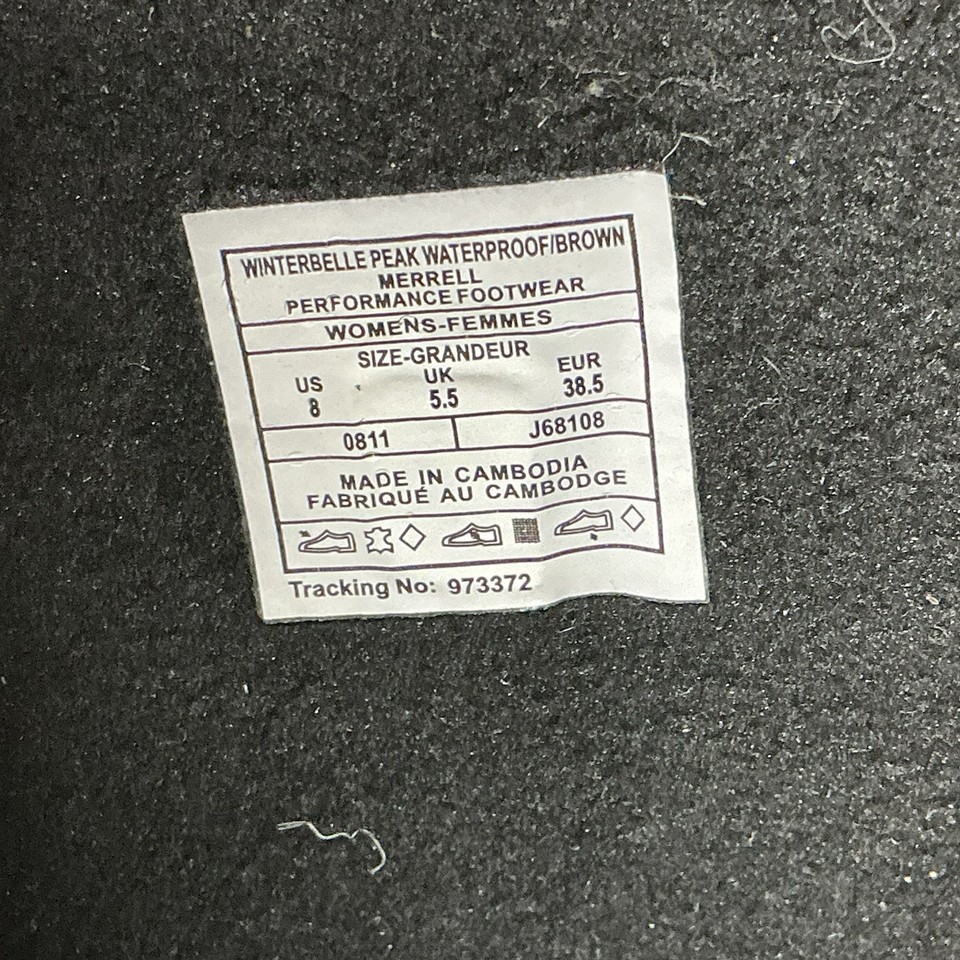 WINTERBELLE PEAK WATERPROOF/BROWN
MERRELL
PERFORMANCE FOOTWEAR
WOMENS-FEMMES
SIZE-GRANDEUR
US UK EUR
8 5.5 38.5
0811 J68108
MADE IN CAMBODIA
FABRIQUÉ AU CAMBODGE
Tracking No: 973372